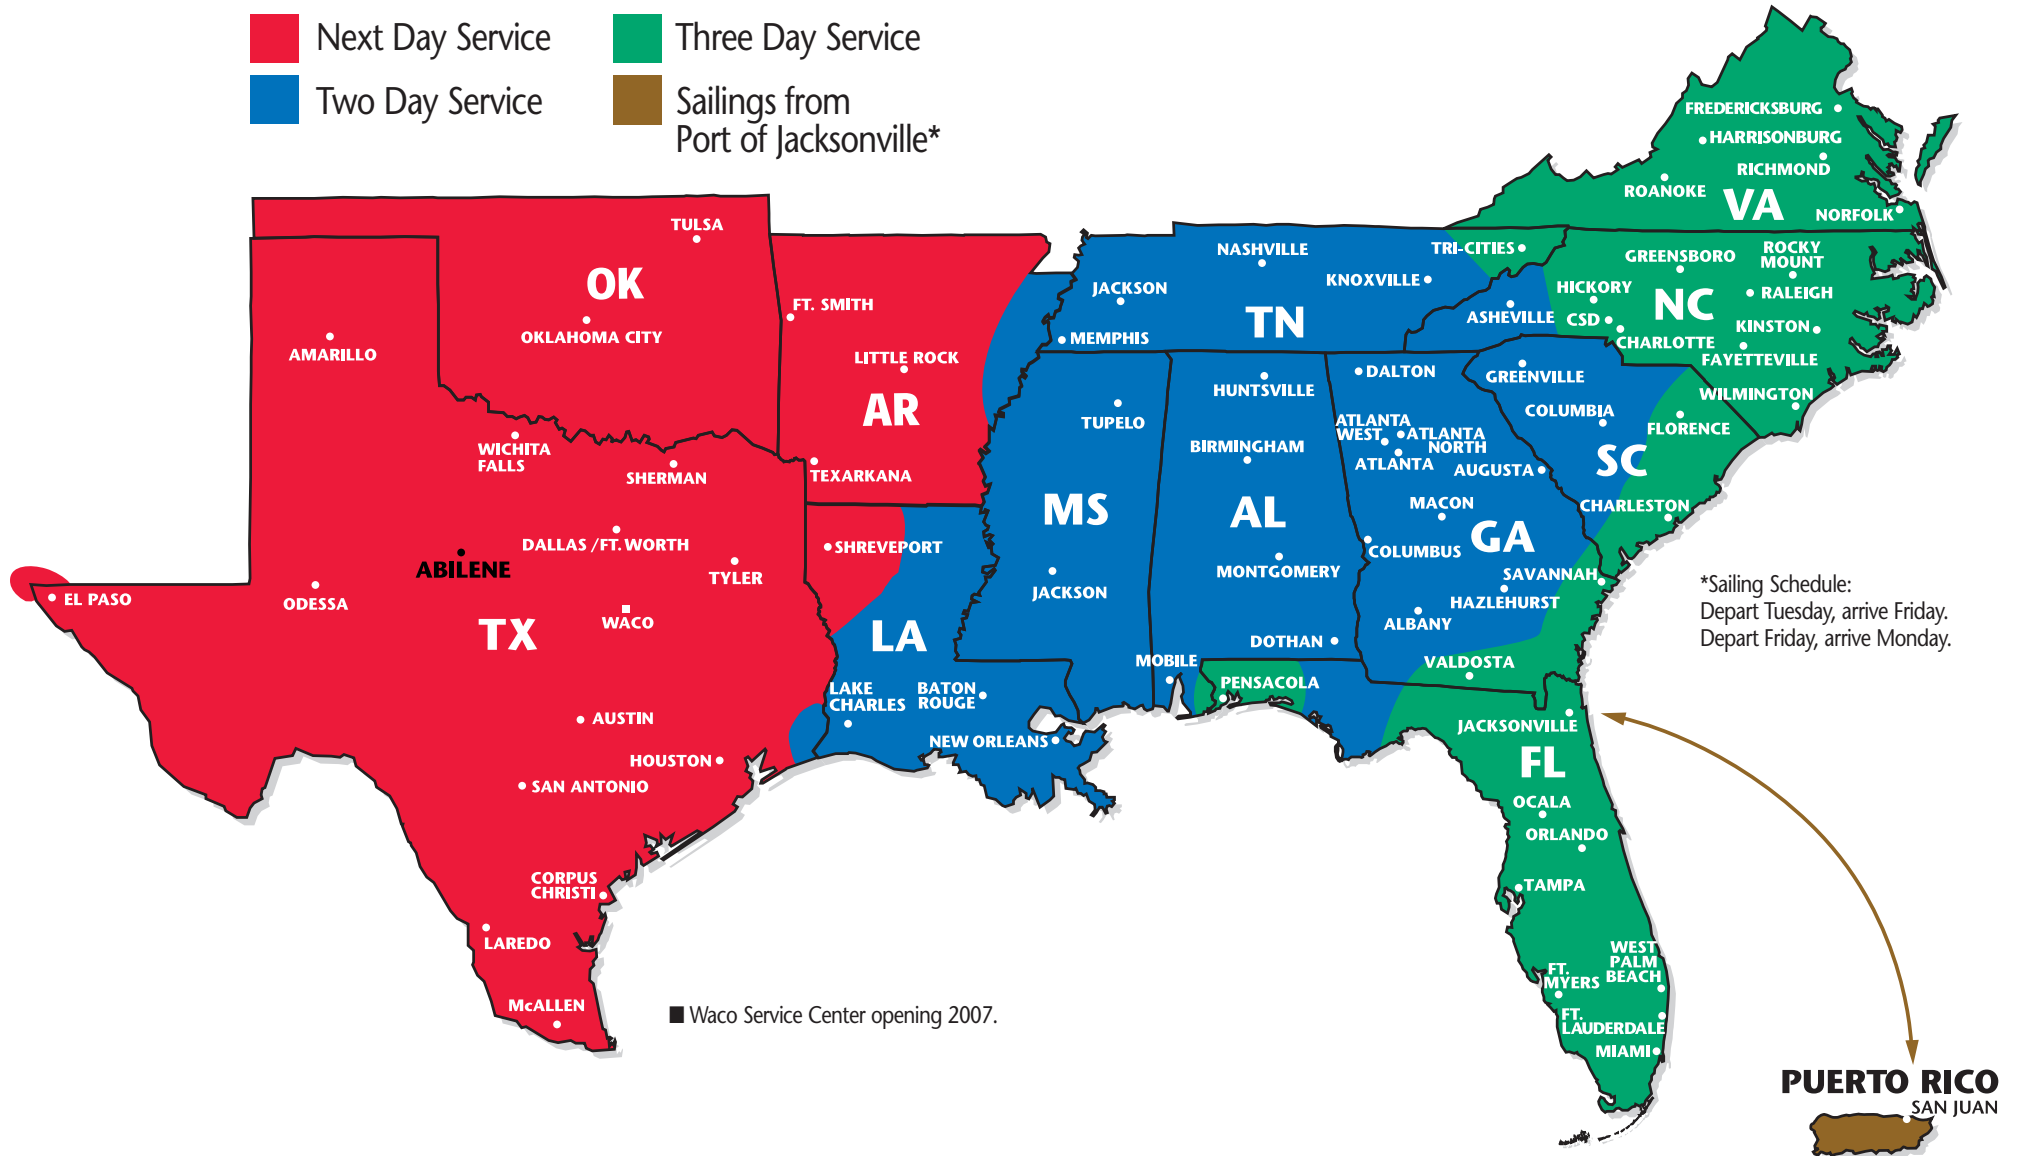 Next Day Service
Two Day Service
Three Day Service
Sailings from
Port of Jacksonville*
FREDERICKSBURG
HARRISONBURG
RICHMOND
ROANOKE
VA
NORFOLK
TULSA
OK
OKLAHOMA CITY
AMARILLO
FT. SMITH
LITTLE ROCK
AR
TEXARKANA
NASHVILLE
KNOXVILLE
JACKSON
TN
MEMPHIS
TRI-CITIES
ASHEVILLE
GREENSBORO
ROCKY
MOUNT
HICKORY
NC
RALEIGH
CSD
KINSTON
CHARLOTTE
FAYETTEVILLE
WILMINGTON
WICHITA
FALLS
SHERMAN
DALLAS /FT. WORTH
ABILENE
TYLER
EL PASO
ODESSA
TX
WACO
AUSTIN
HOUSTON
SAN ANTONIO
CORPUS
CHRISTI
LAREDO
McALLEN
SHREVEPORT
LA
LAKE
CHARLES
BATON
ROUGE
NEW ORLEANS
TUPELO
MS
JACKSON
HUNTSVILLE
BIRMINGHAM
AL
MONTGOMERY
DOTHAN
MOBILE
DALTON
ATLANTA
WEST
ATLANTA
NORTH
ATLANTA
AUGUSTA
MACON
GA
COLUMBUS
SAVANNAH
HAZLEHURST
ALBANY
VALDOSTA
GREENVILLE
COLUMBIA
FLORENCE
SC
CHARLESTON
PENSACOLA
JACKSONVILLE
FL
OCALA
ORLANDO
TAMPA
WEST
PALM
BEACH
FT.
MYERS
FT.
LAUDERDALE
MIAMI
*Sailing Schedule:
Depart Tuesday, arrive Friday.
Depart Friday, arrive Monday.
Waco Service Center opening 2007.
PUERTO RICO
SAN JUAN